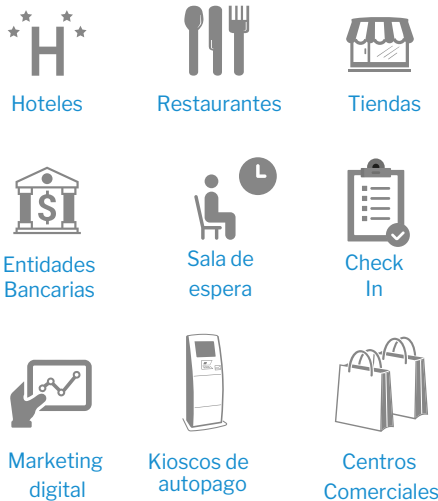 H
Hoteles
Restaurantes
Tiendas
$
Entidades
Bancarias
Sala de
espera
Check
In
Marketing
digital
Kioscos de
autopago
Centros
Comerciales